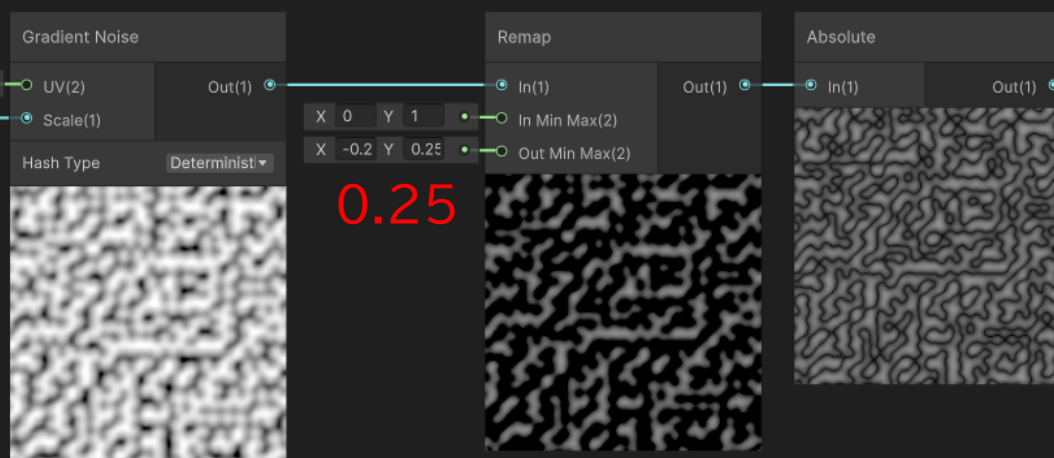 Gradient Noise
UV(2)
Out(1)
Scale(1)
Hash Type
Determinist
X 0 Y 1
X -0.2 Y 0.25
0.25
Remap
In(1)
Out(1)
In Min Max(2)
Out Min Max(2)
Absolute
In(1)
Out(1)